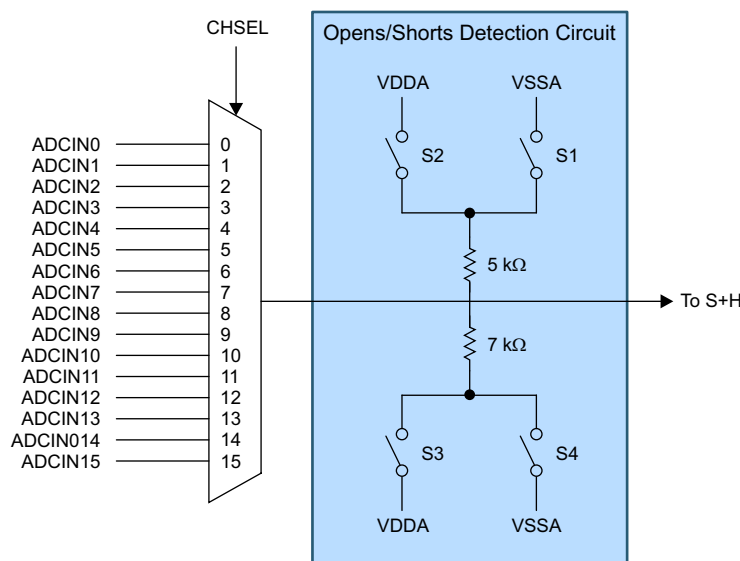 CHSEL
Opens/Shorts Detection Circuit
VDDA
VSSA
S2
S1
ADCIN0
0
ADCIN1
1
ADCIN2
2
ADCIN3
3
ADCIN4
4
ADCIN5
5
ADCIN6
6
ADCIN7
7
ADCIN8
8
ADCIN9
9
ADCIN10
10
ADCIN11
11
ADCIN12
12
ADCIN13
13
ADCIN014
14
ADCIN15
15
5 kΩ
To S+H
7 kΩ
S3
S4
VDDA
VSSA